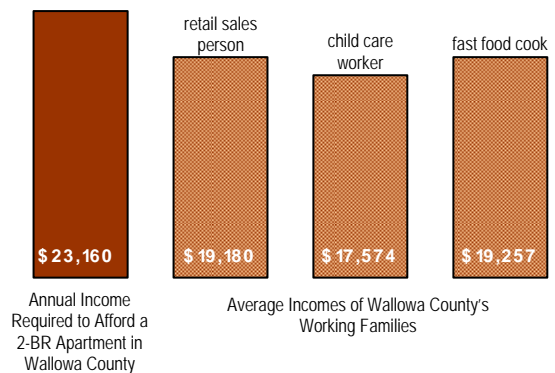 retail sales
person
child care
worker
fast food cook
$23,160
$19,180
$17,574
$19,257
Annual Income
Required to Afford a
2-BR Apartment in
Wallowa County
Average Incomes of Wallowa County's
Working Families